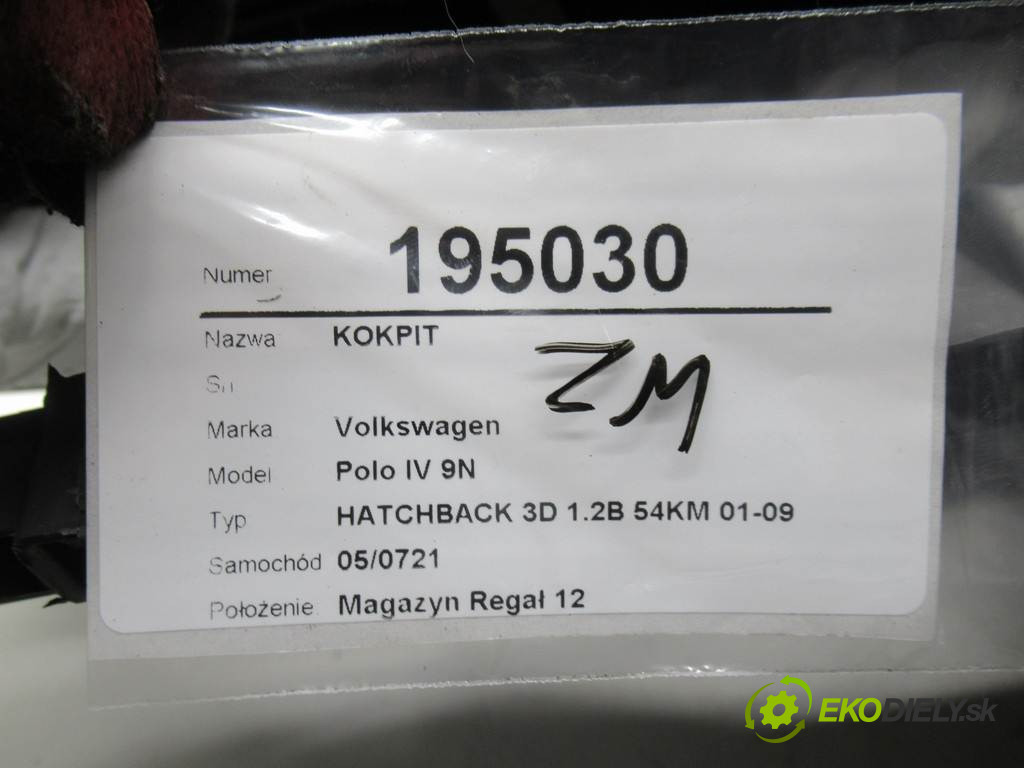 Numer 195030
Nazwa KOKPIT
Sn
ZM
Marka Volkswagen
Model Polo IV 9N
Typ HATCHBACK 3D 1.2B 54KM 01-09
Samochód 05/0721
Położenie Magazyn Regał 12
EKODIELY.sk